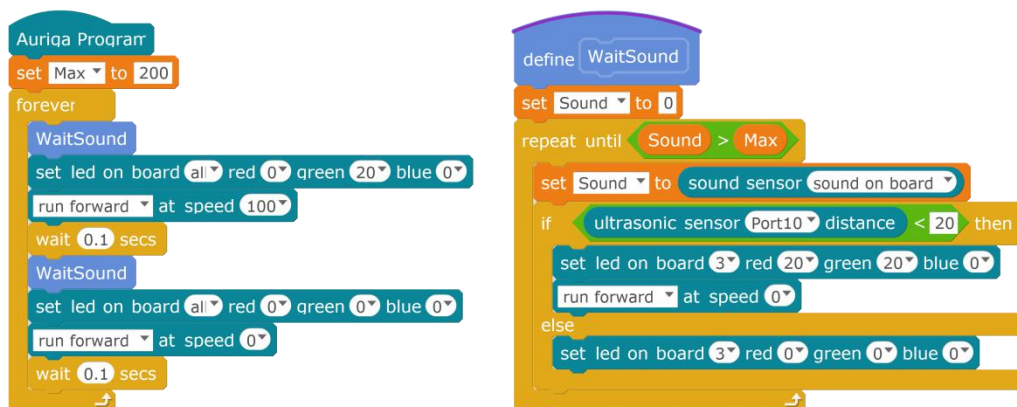 Auriga Program
set Max to 200
forever
WaitSound
set led on board all red 0 green 20 blue 0
run forward at speed 100
wait 0.1 secs
WaitSound
set led on board all red 0 green 0 blue 0
run forward at speed 0
wait 0.1 secs
define WaitSound
set Sound to 0
repeat until Sound > Max
set Sound to sound sensor sound on board
if ultrasonic sensor Port10 distance < 20 then
set led on board 3 red 20 green 20 blue 0
run forward at speed 0
else
set led on board 3 red 0 green 0 blue 0